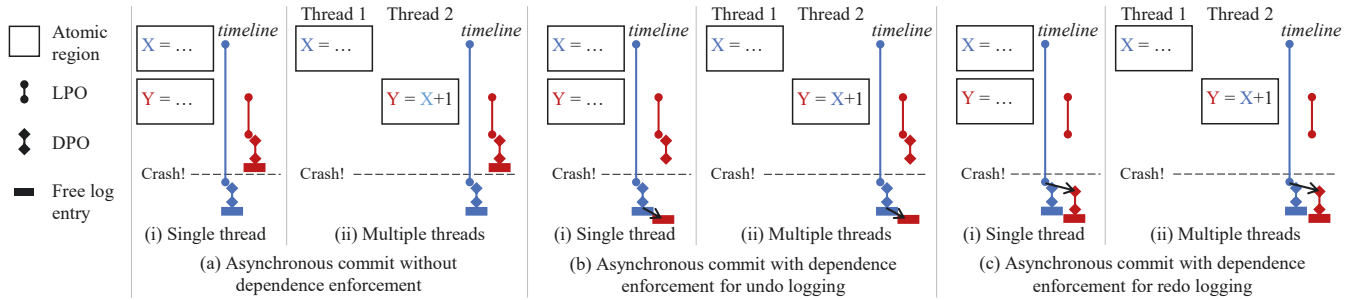 Atomic
region
LPO
DPO
Free log
entry
timeline
X = …
Y = …
Crash!
(i) Single thread
Thread 1 Thread 2
timeline
X = …
Y = X+1
Crash!
(ii) Multiple threads
(a) Asynchronous commit without
dependence enforcement
timeline
X = …
Y = …
Crash!
(i) Single thread
Thread 1 Thread 2
timeline
X = …
Y = X+1
(ii) Multiple threads
(b) Asynchronous commit with dependence
enforcement for undo logging
timeline
X = …
Y = …
Crash!
(i) Single thread
Thread 1 Thread 2
timeline
X = …
Y = X+1
Crash!
(ii) Multiple threads
(c) Asynchronous commit with dependence
enforcement for redo logging